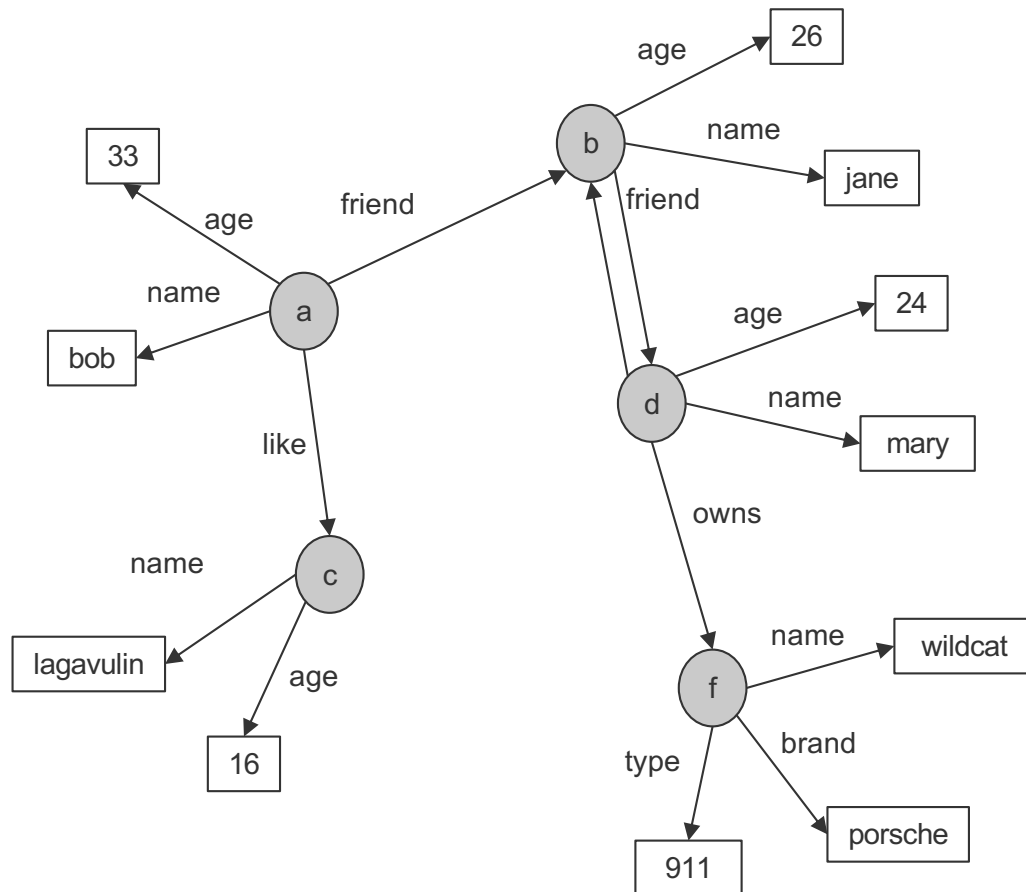 26
age
b
name
jane
33
friend
friend
age
name
a
bob
24
age
d
name
mary
like
owns
c
name
lagavulin
age
16
name
wildcat
f
brand
type
porsche
911